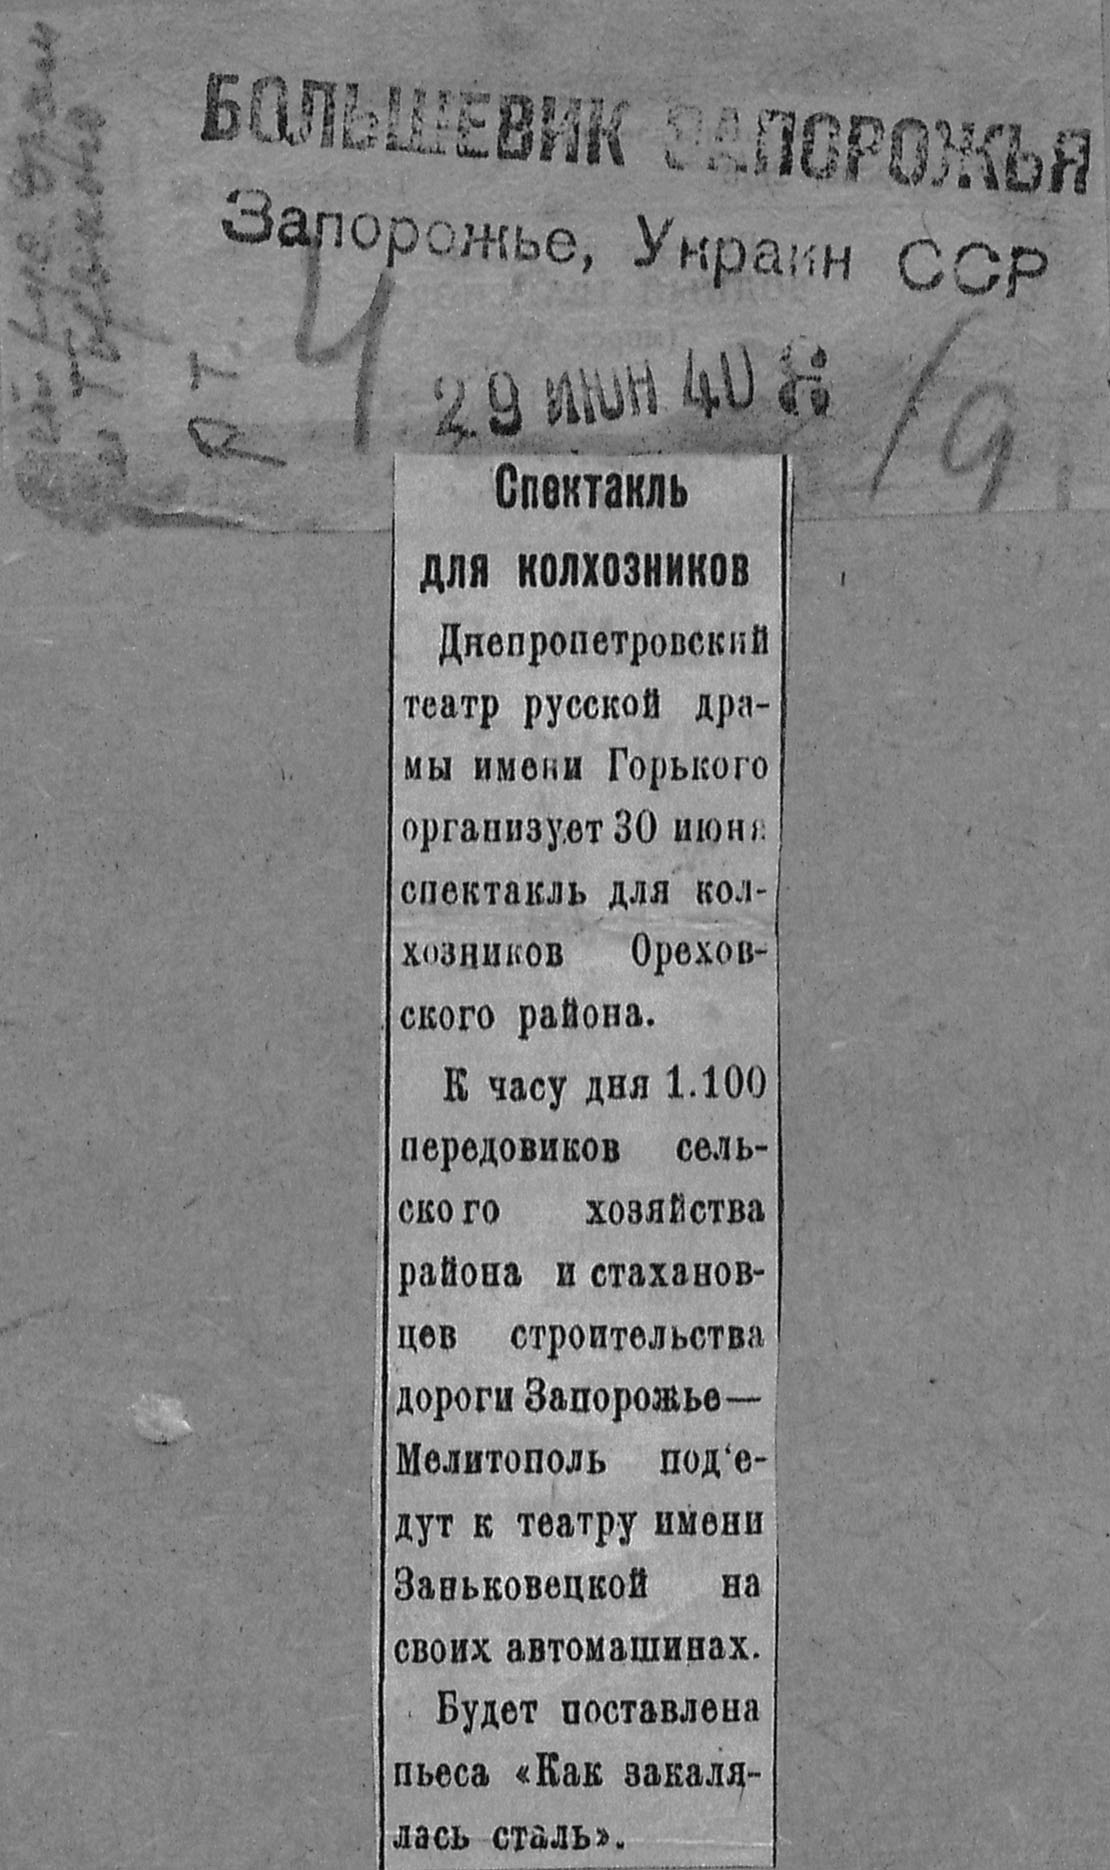 БОЛЬШЕВИК ЗАПОРОЖЬЯ
Запорожье, Украин ССР
29 ИЮН 40
Спектакль
для колхозников
Днепропетровский
театр русской дра-
мы имени Горького
организует 30 июня
спектакль для кол-
хозников Орехов-
ского района.
К часу дня 1.100
передовиков сель-
ского хозяйства
района и стаханов-
цев строительства
дороги Запорожье—
Мелитополь под'е-
дут к театру имени
Заньковецкой на
своих автомашинах.
Будет поставлена
пьеса «Как закаля-
лась сталь».